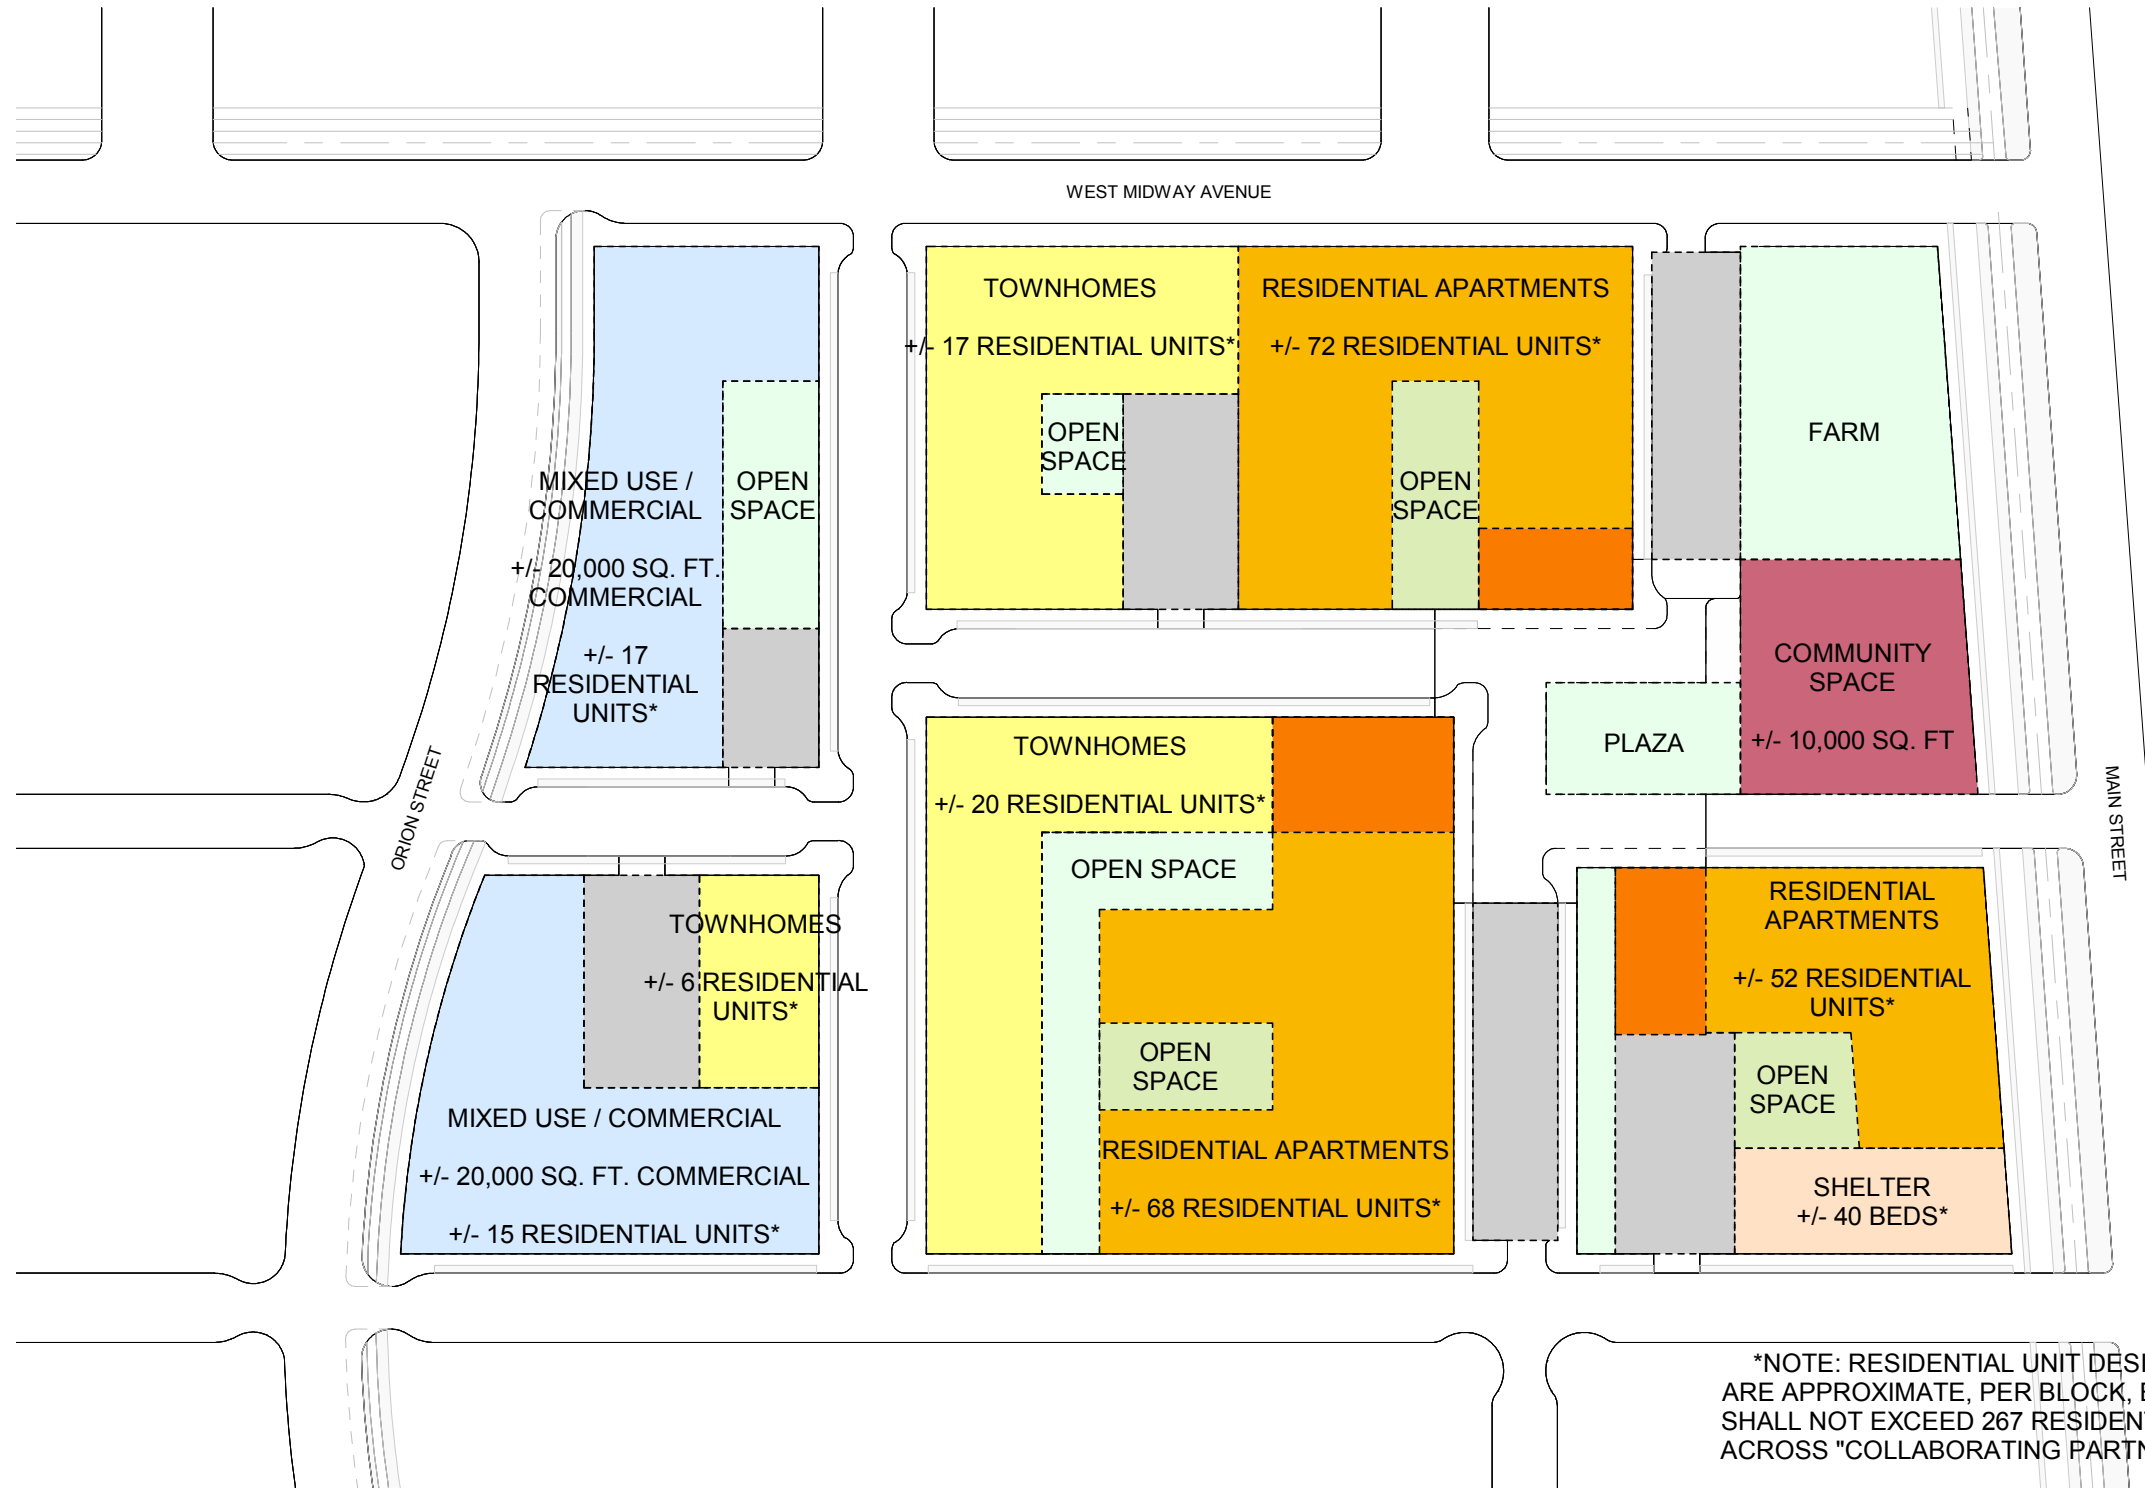 WEST MIDWAY AVENUE
TOWNHOMES
+/- 17 RESIDENTIAL UNITS*
OPEN
SPACE
RESIDENTIAL APARTMENTS
+/- 72 RESIDENTIAL UNITS*
OPEN
SPACE
FARM
MIXED USE /
COMMERCIAL
+/- 20,000 SQ. FT.
COMMERCIAL
+/- 17
RESIDENTIAL
UNITS*
OPEN
SPACE
COMMUNITY
SPACE
+/- 10,000 SQ. FT
PLAZA
TOWNHOMES
+/- 20 RESIDENTIAL UNITS*
OPEN SPACE
OPEN
SPACE
RESIDENTIAL APARTMENTS
+/- 68 RESIDENTIAL UNITS*
ORION STREET
MAIN STREET
TOWNHOMES
+/- 6 RESIDENTIAL
UNITS*
MIXED USE / COMMERCIAL
+/- 20,000 SQ. FT. COMMERCIAL
+/- 15 RESIDENTIAL UNITS*
RESIDENTIAL
APARTMENTS
+/- 52 RESIDENTIAL
UNITS*
OPEN
SPACE
SHELTER
+/- 40 BEDS*
*NOTE: RESIDENTIAL UNIT
ARE APPROXIMATE, PER BLOCK,
SHALL NOT EXCEED 267
ACROSS "COLLABORATING